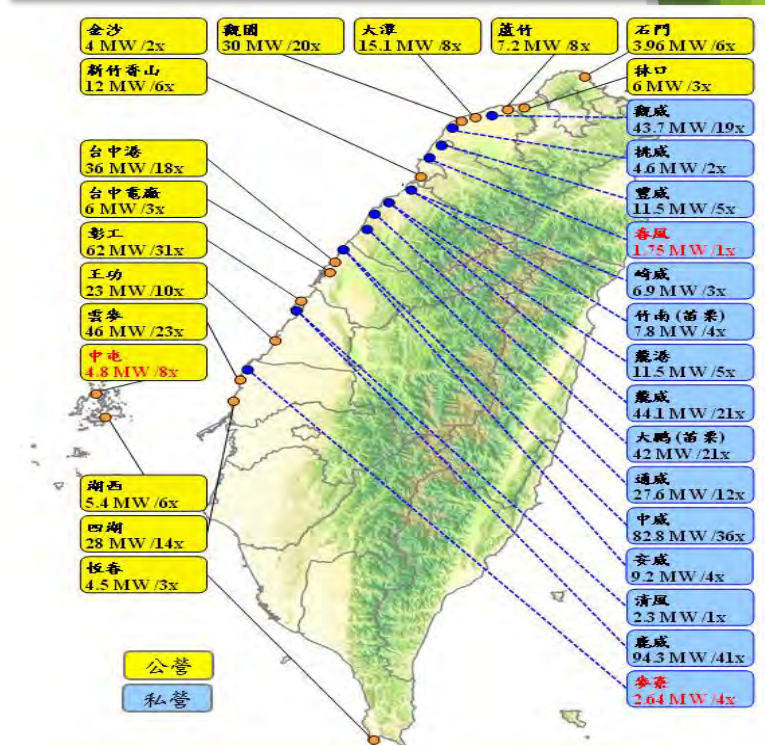 金沙
4 MW /2x
觀園
30 MW /20x
大潭
15.1 MW /8x
蘆竹
7.2 MW /8x
石門
3.96 MW /6x
新竹香山
12 MW /6x
林口
6 MW /3x
台中港
36 MW /18x
台中電廠
6 MW /3x
彰工
62 MW /31x
王功
23 MW /10x
雲麥
46 MW /23x
中屯
4.8 MW /8x
湖西
5.4 MW /6x
四湖
28 MW /14x
恆春
4.5 MW /3x
觀威
43.7 MW /19x
桃威
4.6 MW /2x
豐威
11.5 MW /5x
春風
1.75 MW /1x
崎威
6.9 MW /3x
竹南 (苗栗)
7.8 MW /4x
龍港
11.5 MW /5x
龍威
44.1 MW /21x
大鵬 (苗栗)
42 MW /21x
通威
27.6 MW /12x
中威
82.8 MW /36x
安威
9.2 MW /4x
清風
2.3 MW /1x
鹿威
94.3 MW /41x
麥寮
2.64 MW /4x
公營
私營